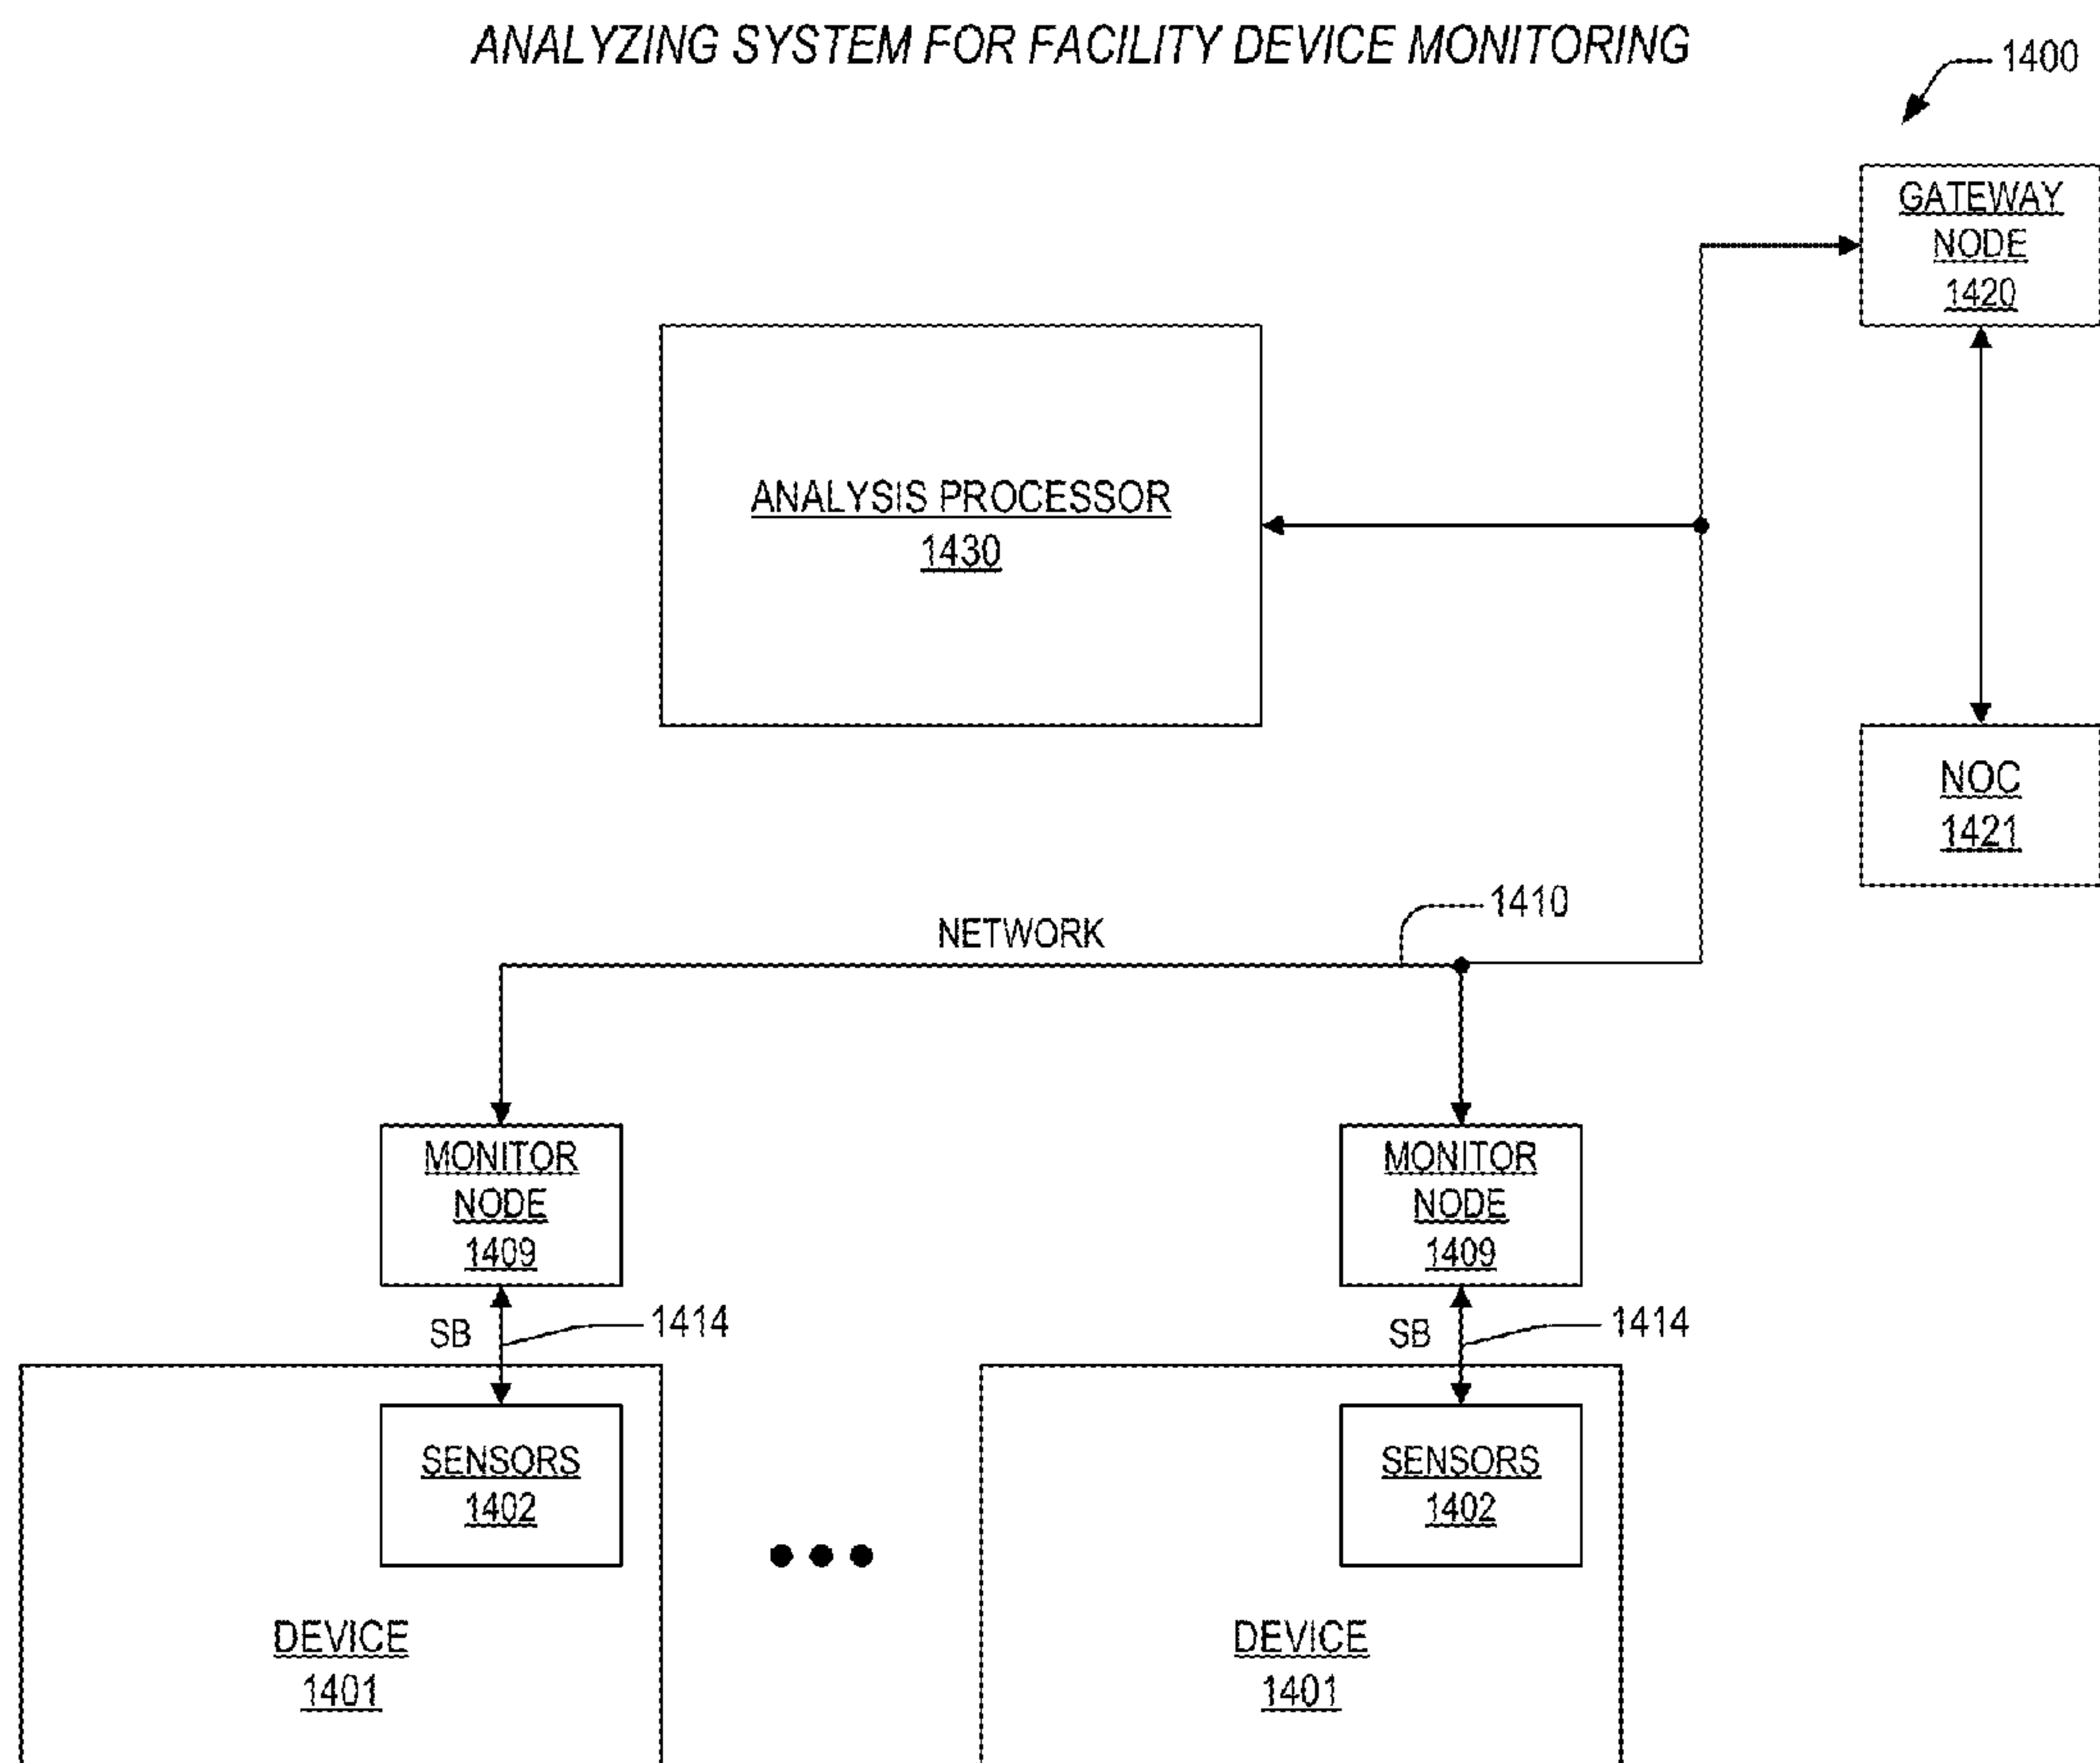 ANALYZING SYSTEM FOR FACILITY DEVICE MONITORING
1400
GATEWAY
NODE
1420
ANALYSIS PROCESSOR
1430
NOC
1421
1410
NETWORK
MONITOR
NODE
1409
MONITOR
NODE
1409
SB
1414
SB
1414
SENSORS
1402
SENSORS
1402
DEVICE
1401
DEVICE
1401